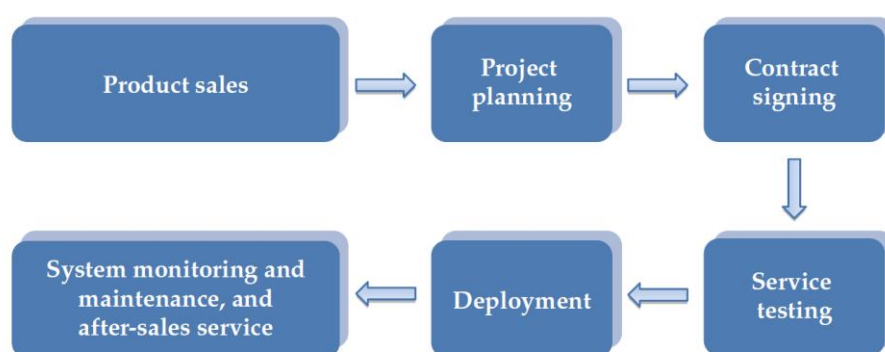 Product sales
Project
planning
Contract
signing
Service
testing
Deployment
System monitoring and
maintenance, and
after-sales service